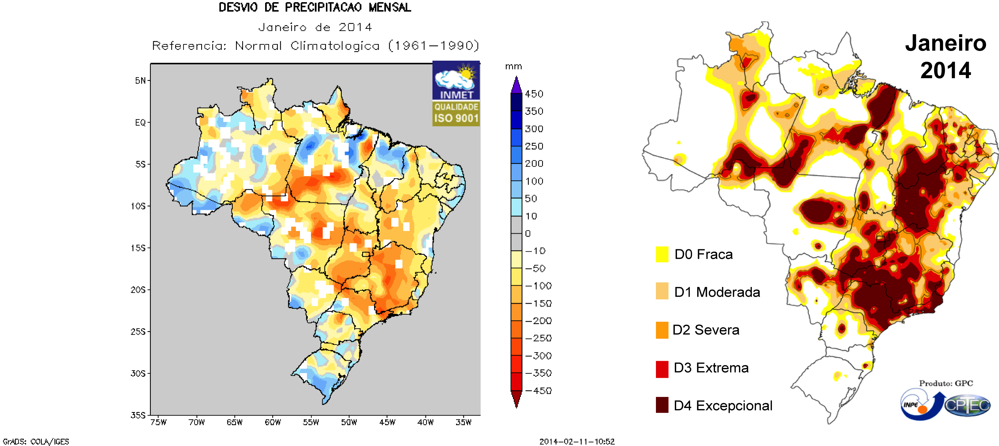 DESVIO DE PRECIPITACAO MENSAL
Janeiro de 2014
Referencia: Normal Climatologica (1961-1990)
INMET
QUALIDADE
ISO 9001
5N
EQ
5S
10S
15S
20S
25S
30S
35S
75W 70W 65W 60W 55W 50W 45W 40W 35W
mm
450
350
300
250
200
100
50
10
0
-10
-50
-100
-150
-200
-250
-300
-350
-450
GrADS: COLA/IGES
2014-02-11-10:52
Janeiro
2014
D0 Fraca
D1 Moderada
D2 Severa
D3 Extrema
D4 Excepcional
Produto: GPC
INPE
CPTEC